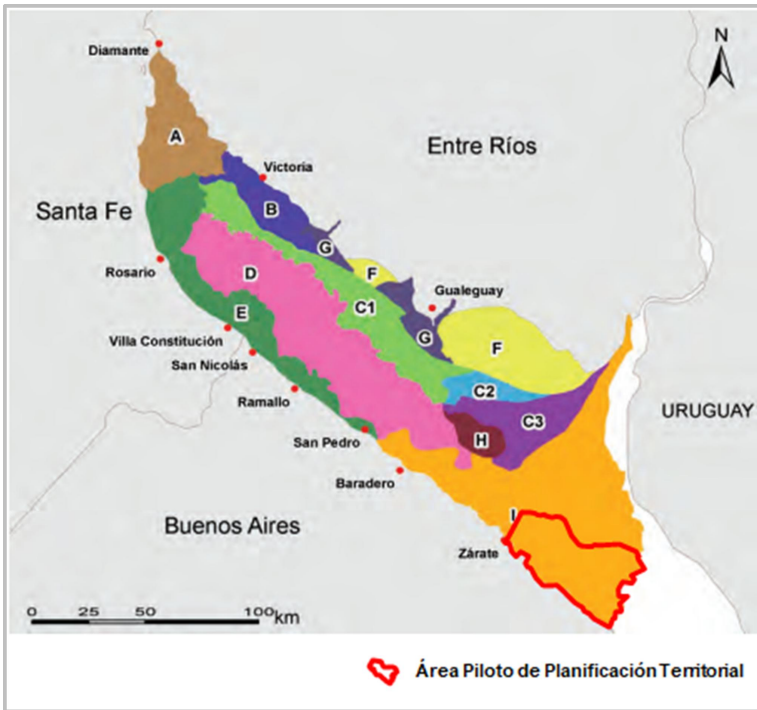 N
Diamante
A
Entre Ríos
Victoria
Santa Fe
B
G
F
Rosario
D
Gualeguay
C1
E
G
F
Villa Constitución
San Nicolás
C2
Ramallo
C3
URUGUAY
H
San Pedro
Baradero
I
Buenos Aires
Zárate
0 25 50 100 km
Área Piloto de Planificación Territorial